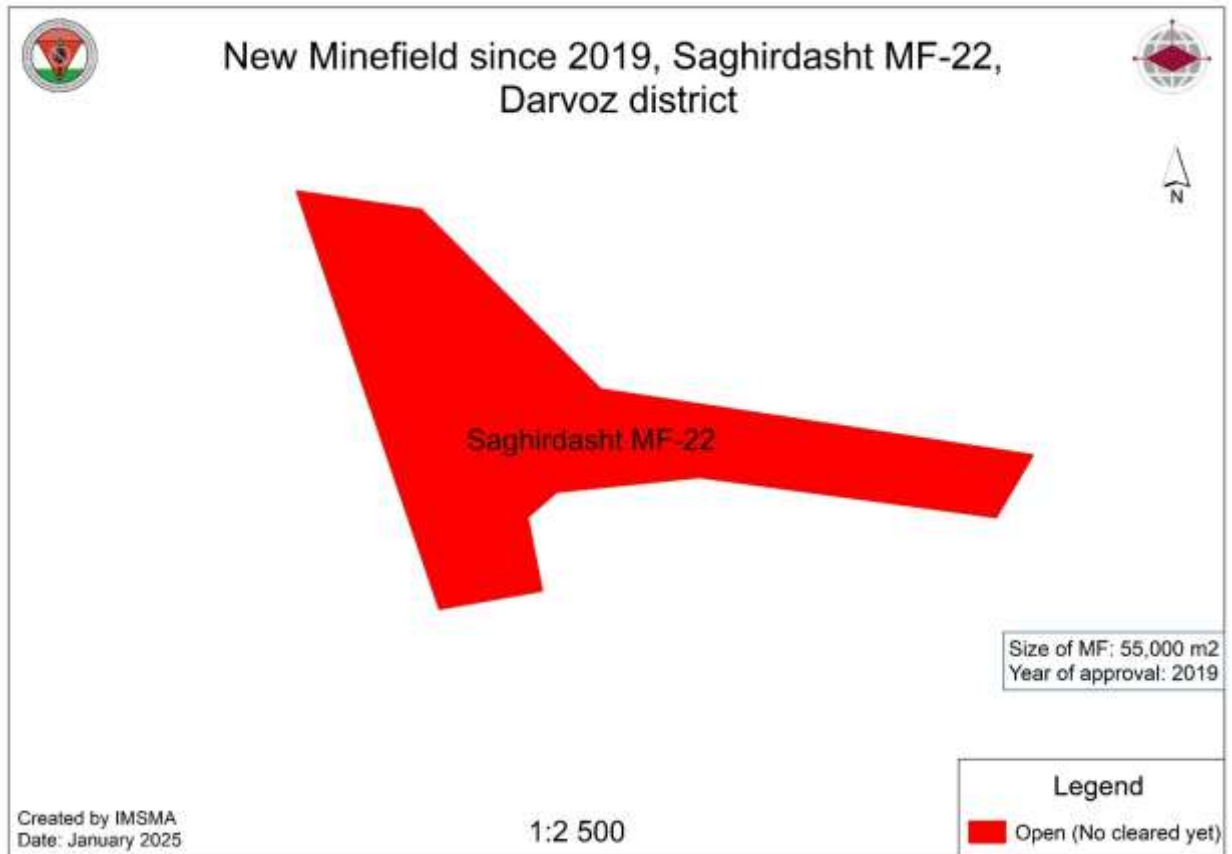 New Minefield since 2019, Saghirdasht MF-22,
Darvoz district
N
Saghirdasht MF-22
Size of MF: 55,000 m2
Year of approval: 2019
Legend
Open (No cleared yet)
Created by IMSMA
Date: January 2025
1:2 500